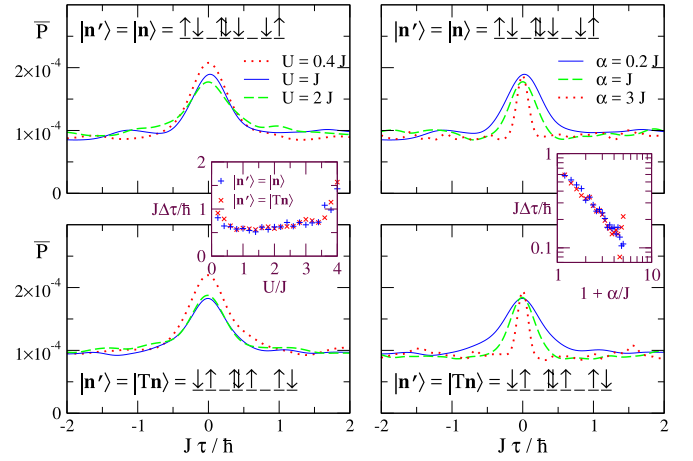 P̅ |n′⟩ = |n⟩ = ↑↓_⇅↓_↓↑
U = 0.4 J
U = J
U = 2 J
2×10⁻⁴
1×10⁻⁴
0
|n′⟩ = |n⟩ = ↑↓_⇅↓_↓↑
α = 0.2 J
α = J
α = 3 J
JΔτ/ħ
2
1
0
|n′⟩ = |n⟩
|n′⟩ = |Tn⟩
0 1 2 3 4
U/J
JΔτ/ħ
1
0.1
1 10
1 + α/J
P̅
2×10⁻⁴
1×10⁻⁴
0
|n′⟩ = |Tn⟩ = ↓↑_⇅↑_↑↓
-2 -1 0 1 2
J τ / ħ
|n′⟩ = |Tn⟩ = ↓↑_⇅↑_↑↓
-2 -1 0 1 2
J τ / ħ